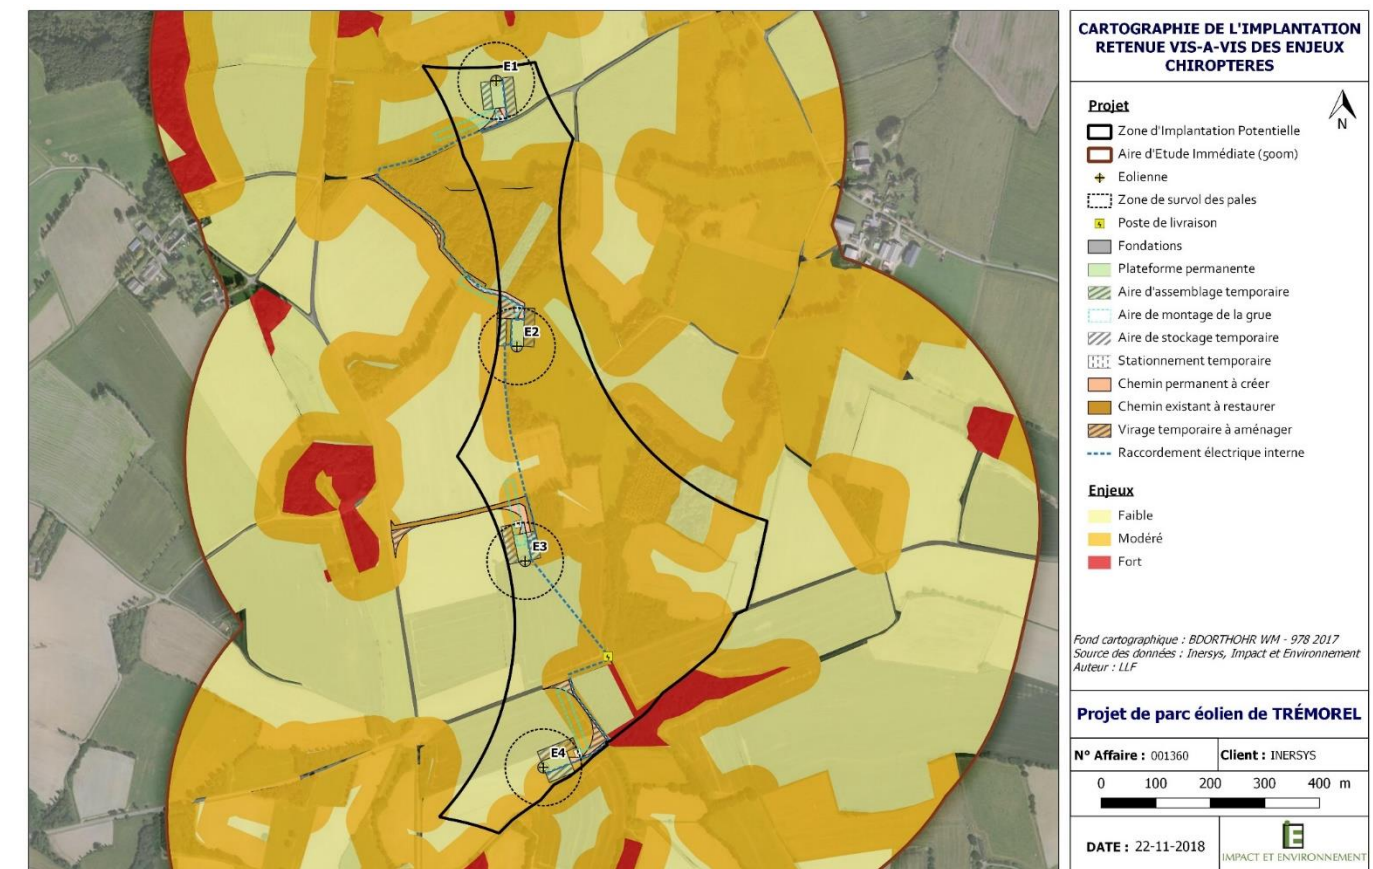 E1
E2
E3
E4
CARTOGRAPHIE DE L'IMPLANTATION
RETENUE VIS-A-VIS DES ENJEUX
CHIROPTERES
Projet
N
Zone d'Implantation Potentielle
Aire d'Etude Immédiate (500m)
Eolienne
Zone de survol des pales
Poste de livraison
Fondations
Plateforme permanente
Aire d'assemblage temporaire
Aire de montage de la grue
Aire de stockage temporaire
Stationnement temporaire
Chemin permanent à créer
Chemin existant à restaurer
Virage temporaire à aménager
Raccordement électrique interne
Enjeux
Faible
Modéré
Fort
Fond cartographique : BDORTHOHR WM - 978 2017
Source des données : Inersys, Impact et Environnement
Auteur : LLF
Projet de parc éolien de TRÉMOREL
N° Affaire : 001360 Client : INERSYS
0 100 200 300 400 m
DATE : 22-11-2018
IMPACT ET ENVIRONNEMENT